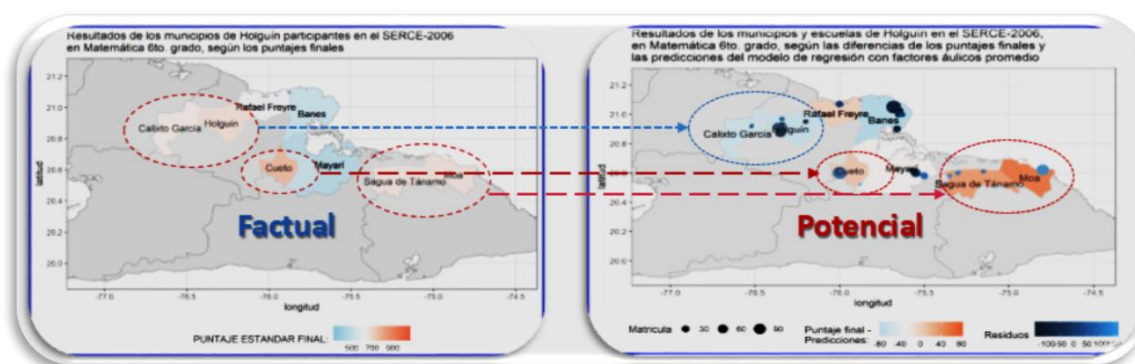 Resultados de los municipios de Holguín participantes en el SERCE-2006
en Matemática 6to. grado, según los puntajes finales
21.2
21.0
20.8
20.6
20.4
20.2
20.0
latitud
Rafael Freyre
Banes
Calixto García
Holguín
Cueto
Mayarí
Sagua de Tánamo
Moa
Factual
-77.0
-76.5
-76.0
-75.5
-75.0
-74.5
longitud
PUNTAJE ESTANDAR FINAL:
500 700 900
Resultados de los municipios y escuelas de Holguín en el SERCE-2006,
en Matemática 6to. grado, según las diferencias de los puntajes finales y
las predicciones del modelo de regresión con factores áulicos promedio
21.2
21.0
20.8
20.6
20.4
20.2
20.0
latitud
Rafael Freyre
Banes
Calixto García
Holguín
Cueto
Mayarí
Sagua de Tánamo
Moa
Potencial
-77.0
-76.5
-76.0
-75.5
-75.0
-74.5
longitud
Matricula 30 60 90
Puntaje final -
Predicciones:
-80 -40 0 40 80
Residuos
-50 0 50